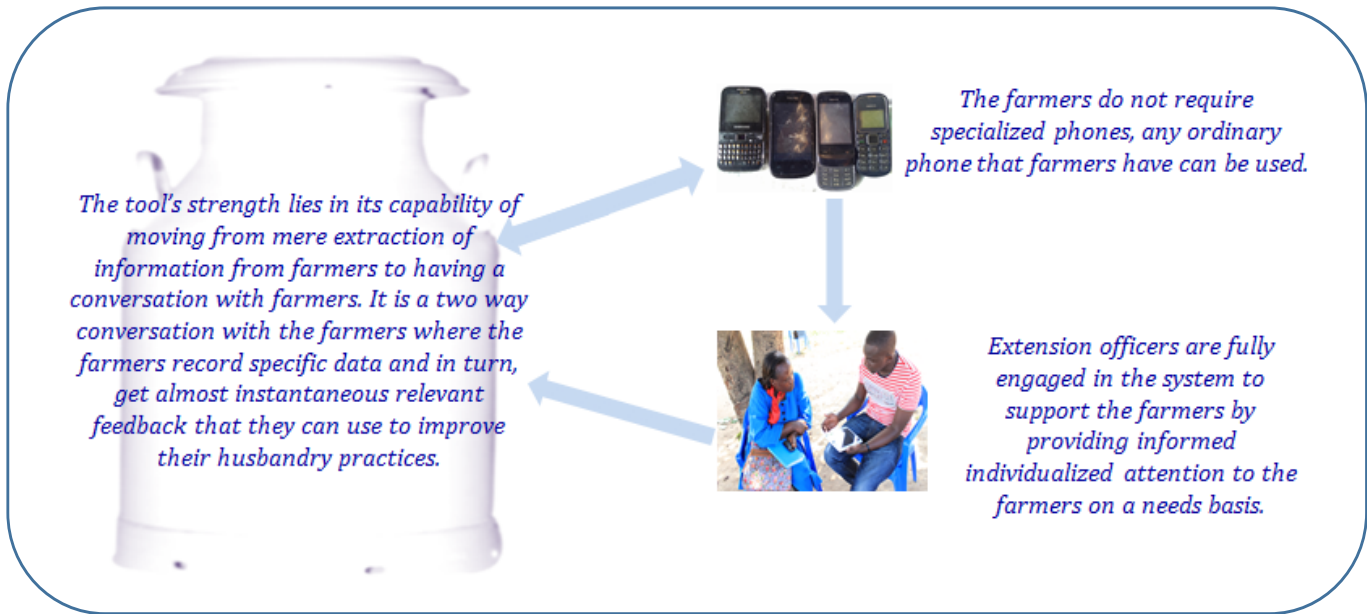 The tool's strength lies in its capability of
moving from mere extraction of
information from farmers to having a
conversation with farmers. It is a two way
conversation with the farmers where the
farmers record specific data and in turn,
get almost instantaneous relevant
feedback that they can use to improve
their husbandry practices.
The farmers do not require
specialized phones, any ordinary
phone that farmers have can be used.
Extension officers are fully
engaged in the system to
support the farmers by
providing informed
individualized attention to the
farmers on a needs basis.